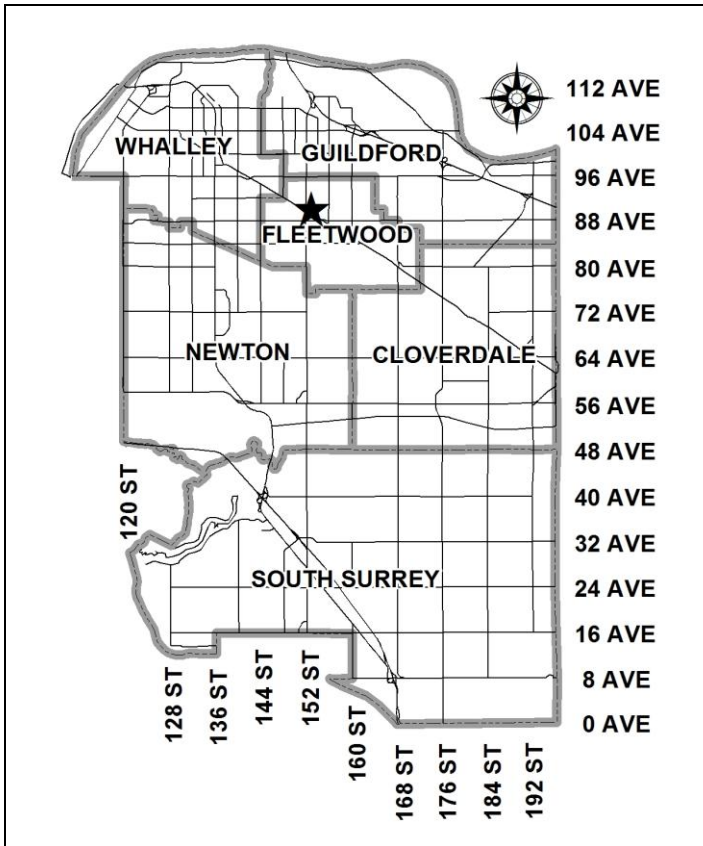 112 AVE
104 AVE
WHALLEY
GUILDFORD
96 AVE
88 AVE
FLEETWOOD
80 AVE
72 AVE
NEWTON
CLOVERDALE
64 AVE
56 AVE
48 AVE
120 ST
40 AVE
32 AVE
SOUTH SURREY
24 AVE
16 AVE
128 ST
136 ST
144 ST
152 ST
160 ST
168 ST
176 ST
184 ST
192 ST
8 AVE
0 AVE